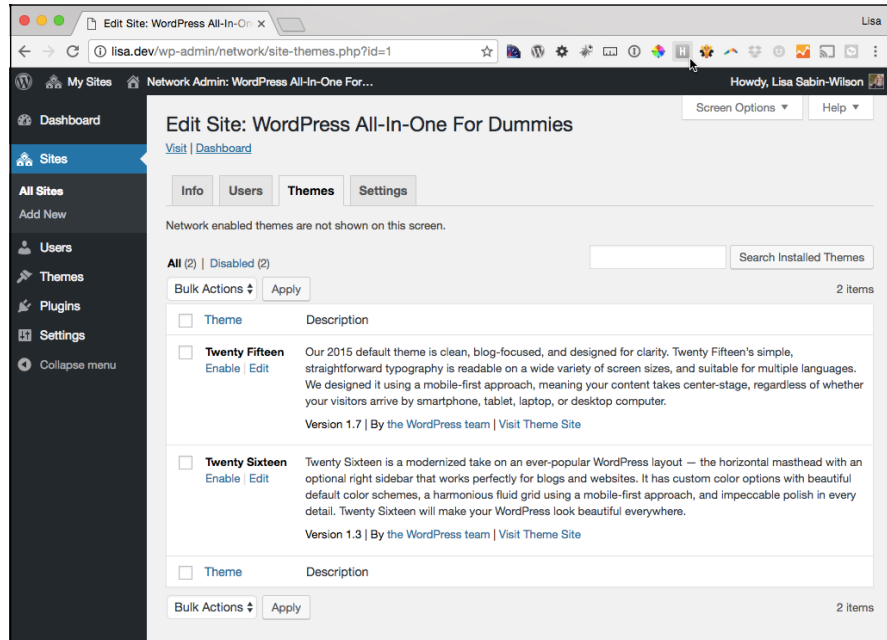 Edit Site: WordPress All-In-On
Lisa
lisa.dev/wp-admin/network/site-themes.php?id=1
My Sites
Network Admin: WordPress All-In-One For...
Howdy, Lisa Sabin-Wilson
Dashboard
Sites
All Sites
Add New
Users
Themes
Plugins
Settings
Collapse menu
Screen Options
Help
Edit Site: WordPress All-In-One For Dummies
Visit | Dashboard
Info
Users
Themes
Settings
Network enabled themes are not shown on this screen.
All (2) | Disabled (2)
Search Installed Themes
Bulk Actions
Apply
2 items
Theme
Description
Twenty Fifteen
Enable | Edit
Our 2015 default theme is clean, blog-focused, and designed for clarity. Twenty Fifteen's simple,
straightforward typography is readable on a wide variety of screen sizes, and suitable for multiple languages.
We designed it using a mobile-first approach, meaning your content takes center-stage, regardless of whether
your visitors arrive by smartphone, tablet, laptop, or desktop computer.
Version 1.7 | By the WordPress team | Visit Theme Site
Twenty Sixteen
Enable | Edit
Twenty Sixteen is a modernized take on an ever-popular WordPress layout — the horizontal masthead with an
optional right sidebar that works perfectly for blogs and websites. It has custom color options with beautiful
default color schemes, a harmonious fluid grid using a mobile-first approach, and impeccable polish in every
detail. Twenty Sixteen will make your WordPress look beautiful everywhere.
Version 1.3 | By the WordPress team | Visit Theme Site
Theme
Description
Bulk Actions
Apply
2 items